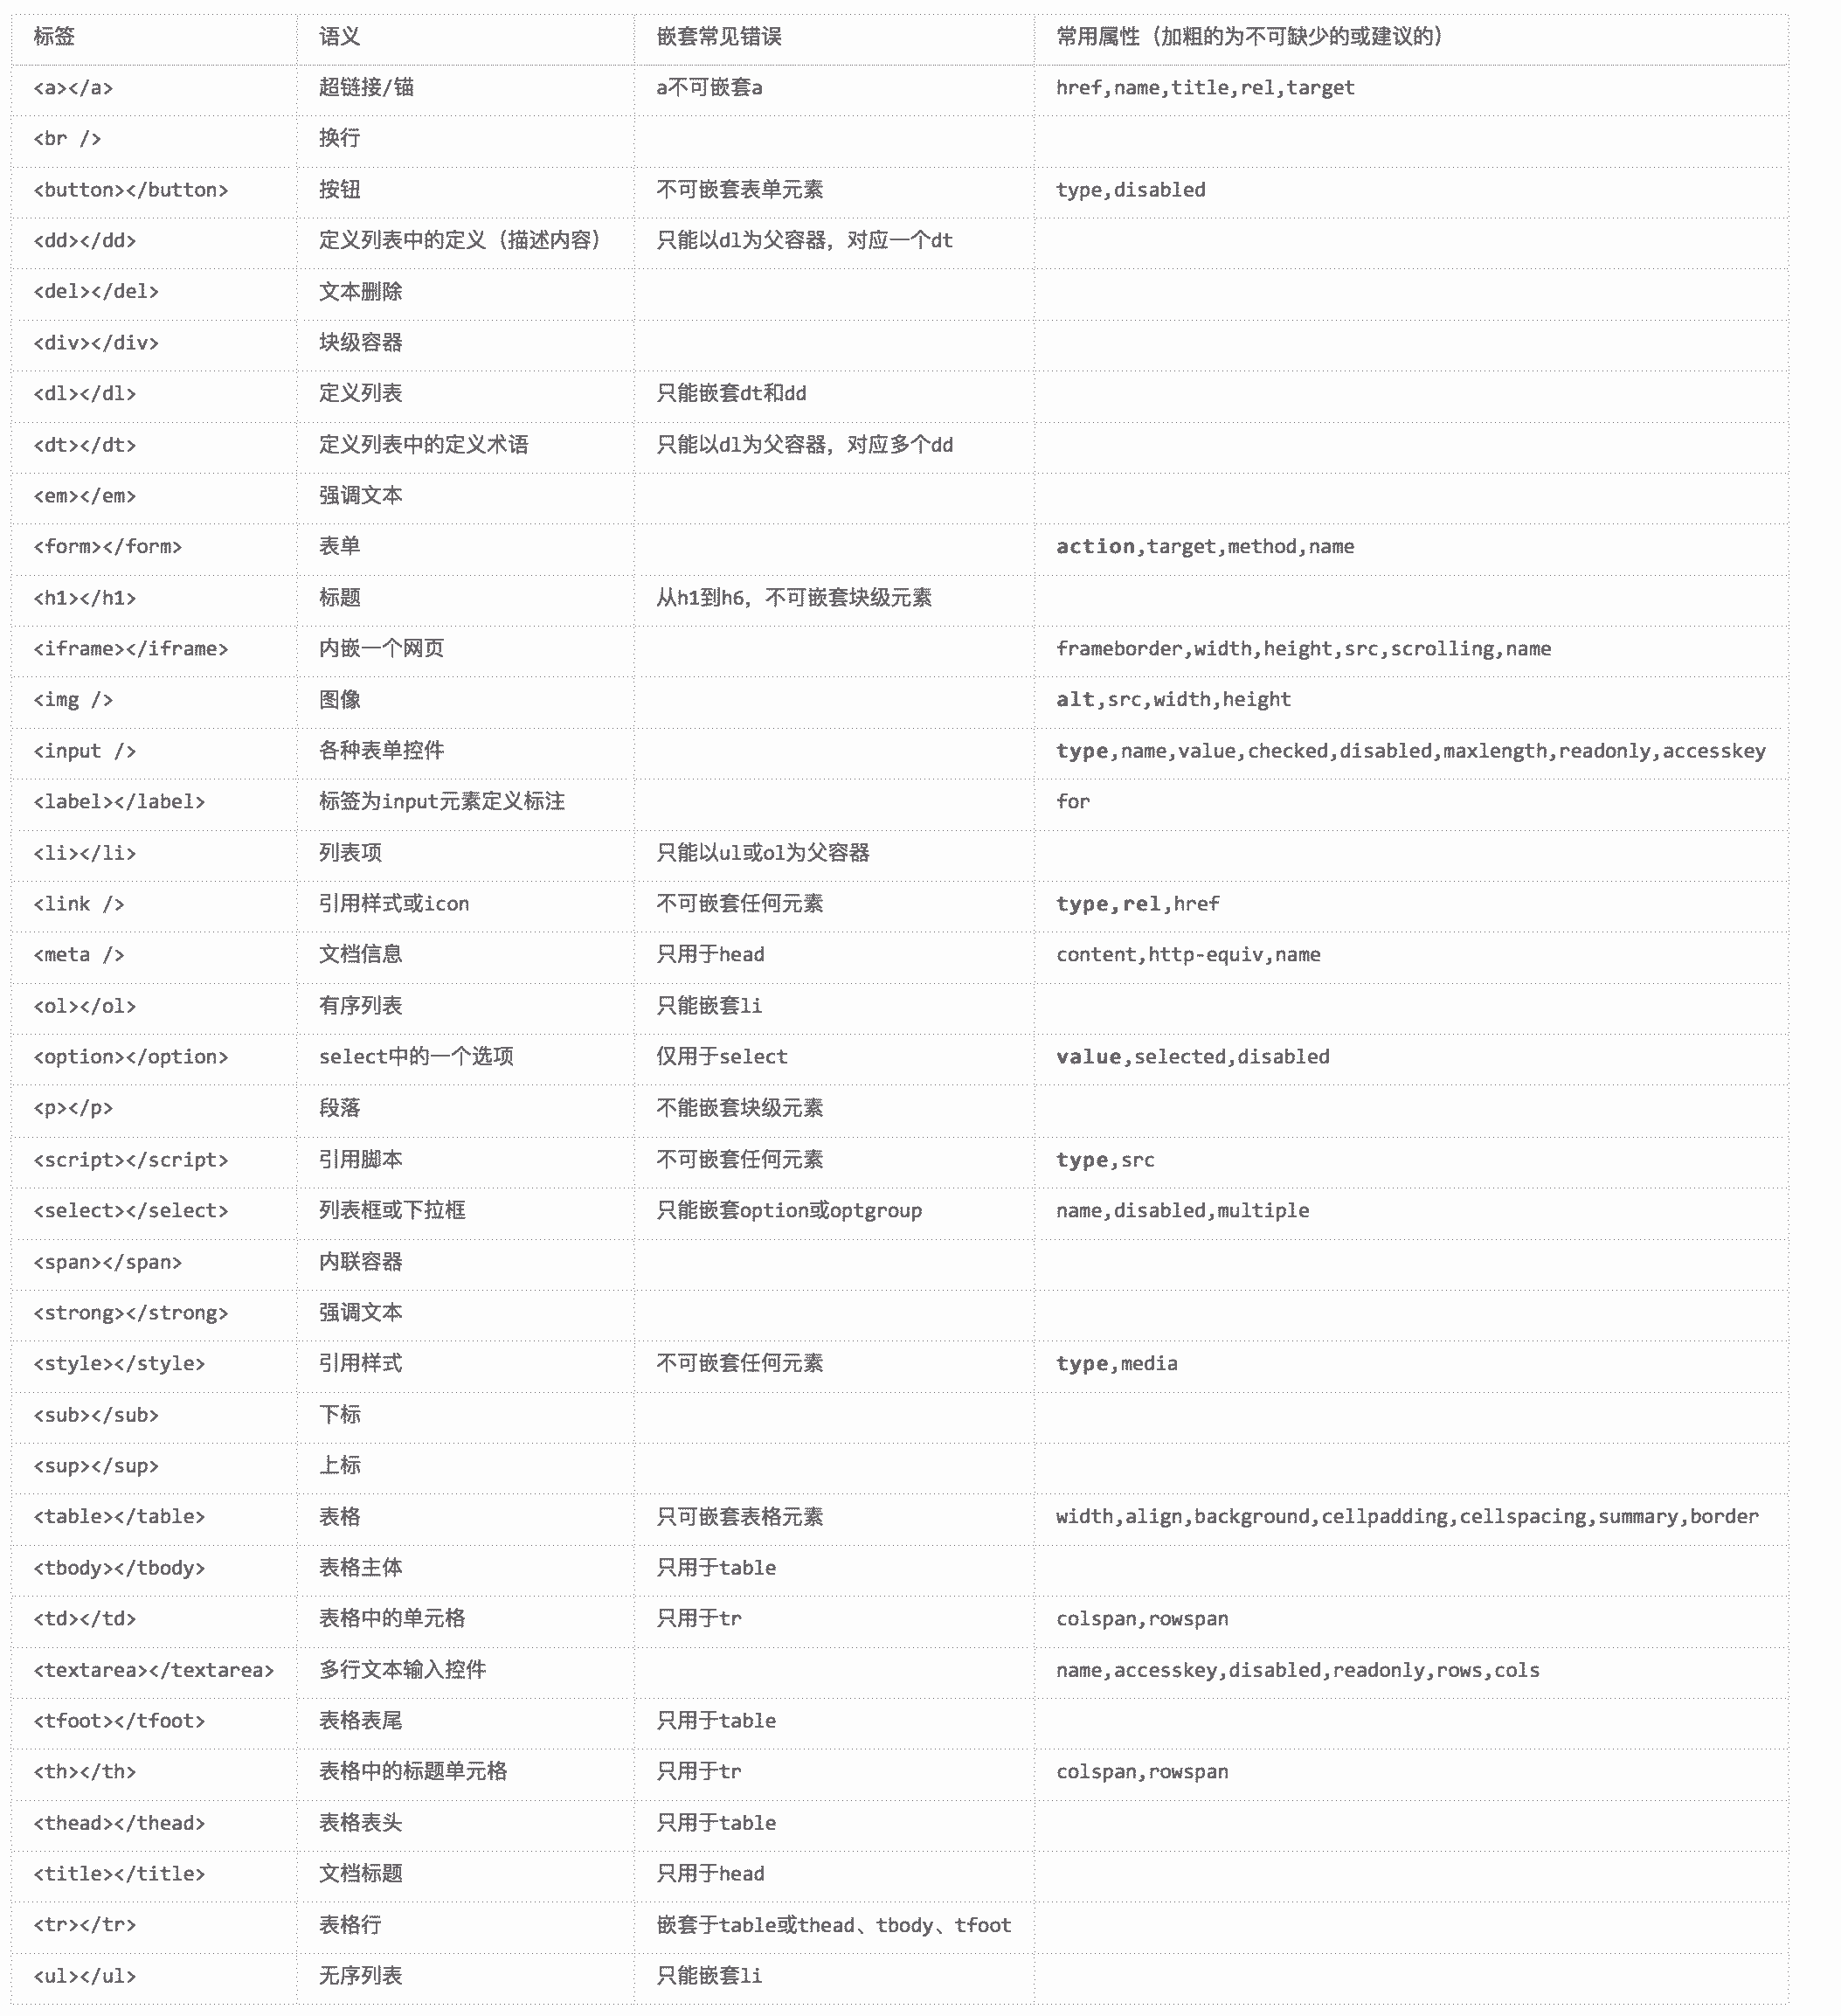 标签 语义 嵌套常见错误 常用属性（加粗的为不可缺少的或建议的）
<a></a> 超链接/锚 a不可嵌套a href,name,title,rel,target
<br /> 换行
<button></button> 按钮 不可嵌套表单元素 type,disabled
<dd></dd> 定义列表中的定义（描述内容） 只能以dl为父容器，对应一个dt
<del></del> 文本删除
<div></div> 块级容器
<dl></dl> 定义列表 只能嵌套dt和dd
<dt></dt> 定义列表中的定义术语 只能以dl为父容器，对应多个dd
<em></em> 强调文本
<form></form> 表单 action,target,method,name
<h1></h1> 标题 从h1到h6，不可嵌套块级元素
<iframe></iframe> 内嵌一个网页 frameborder,width,height,src,scrolling,name
<img /> 图像 alt,src,width,height
<input /> 各种表单控件 type,name,value,checked,disabled,maxlength,readonly,accesskey
<label></label> 标签为input元素定义标注 for
<li></li> 列表项 只能以ul或ol为父容器
<link /> 引用样式或icon 不可嵌套任何元素 type,rel,href
<meta /> 文档信息 只用于head content,http-equiv,name
<ol></ol> 有序列表 只能嵌套li
<option></option> select中的一个选项 仅用于select value,selected,disabled
<p></p> 段落 不能嵌套块级元素
<script></script> 引用脚本 不可嵌套任何元素 type,src
<select></select> 列表框或下拉框 只能嵌套option或optgroup name,disabled,multiple
<span></span> 内联容器
<strong></strong> 强调文本
<style></style> 引用样式 不可嵌套任何元素 type,media
<sub></sub> 下标
<sup></sup> 上标
<table></table> 表格 只可嵌套表格元素 width,align,background,cellpadding,cellspacing,summary,border
<tbody></tbody> 表格主体 只用于table
<td></td> 表格中的单元格 只用于tr colspan,rowspan
<textarea></textarea> 多行文本输入控件 name,accesskey,disabled,readonly,rows,cols
<tfoot></tfoot> 表格表尾 只用于table
<th></th> 表格中的标题单元格 只用于tr colspan,rowspan
<thead></thead> 表格表头 只用于table
<title></title> 文档标题 只用于head
<tr></tr> 表格行 嵌套于table或thead、tbody、tfoot
<ul></ul> 无序列表 只能嵌套li